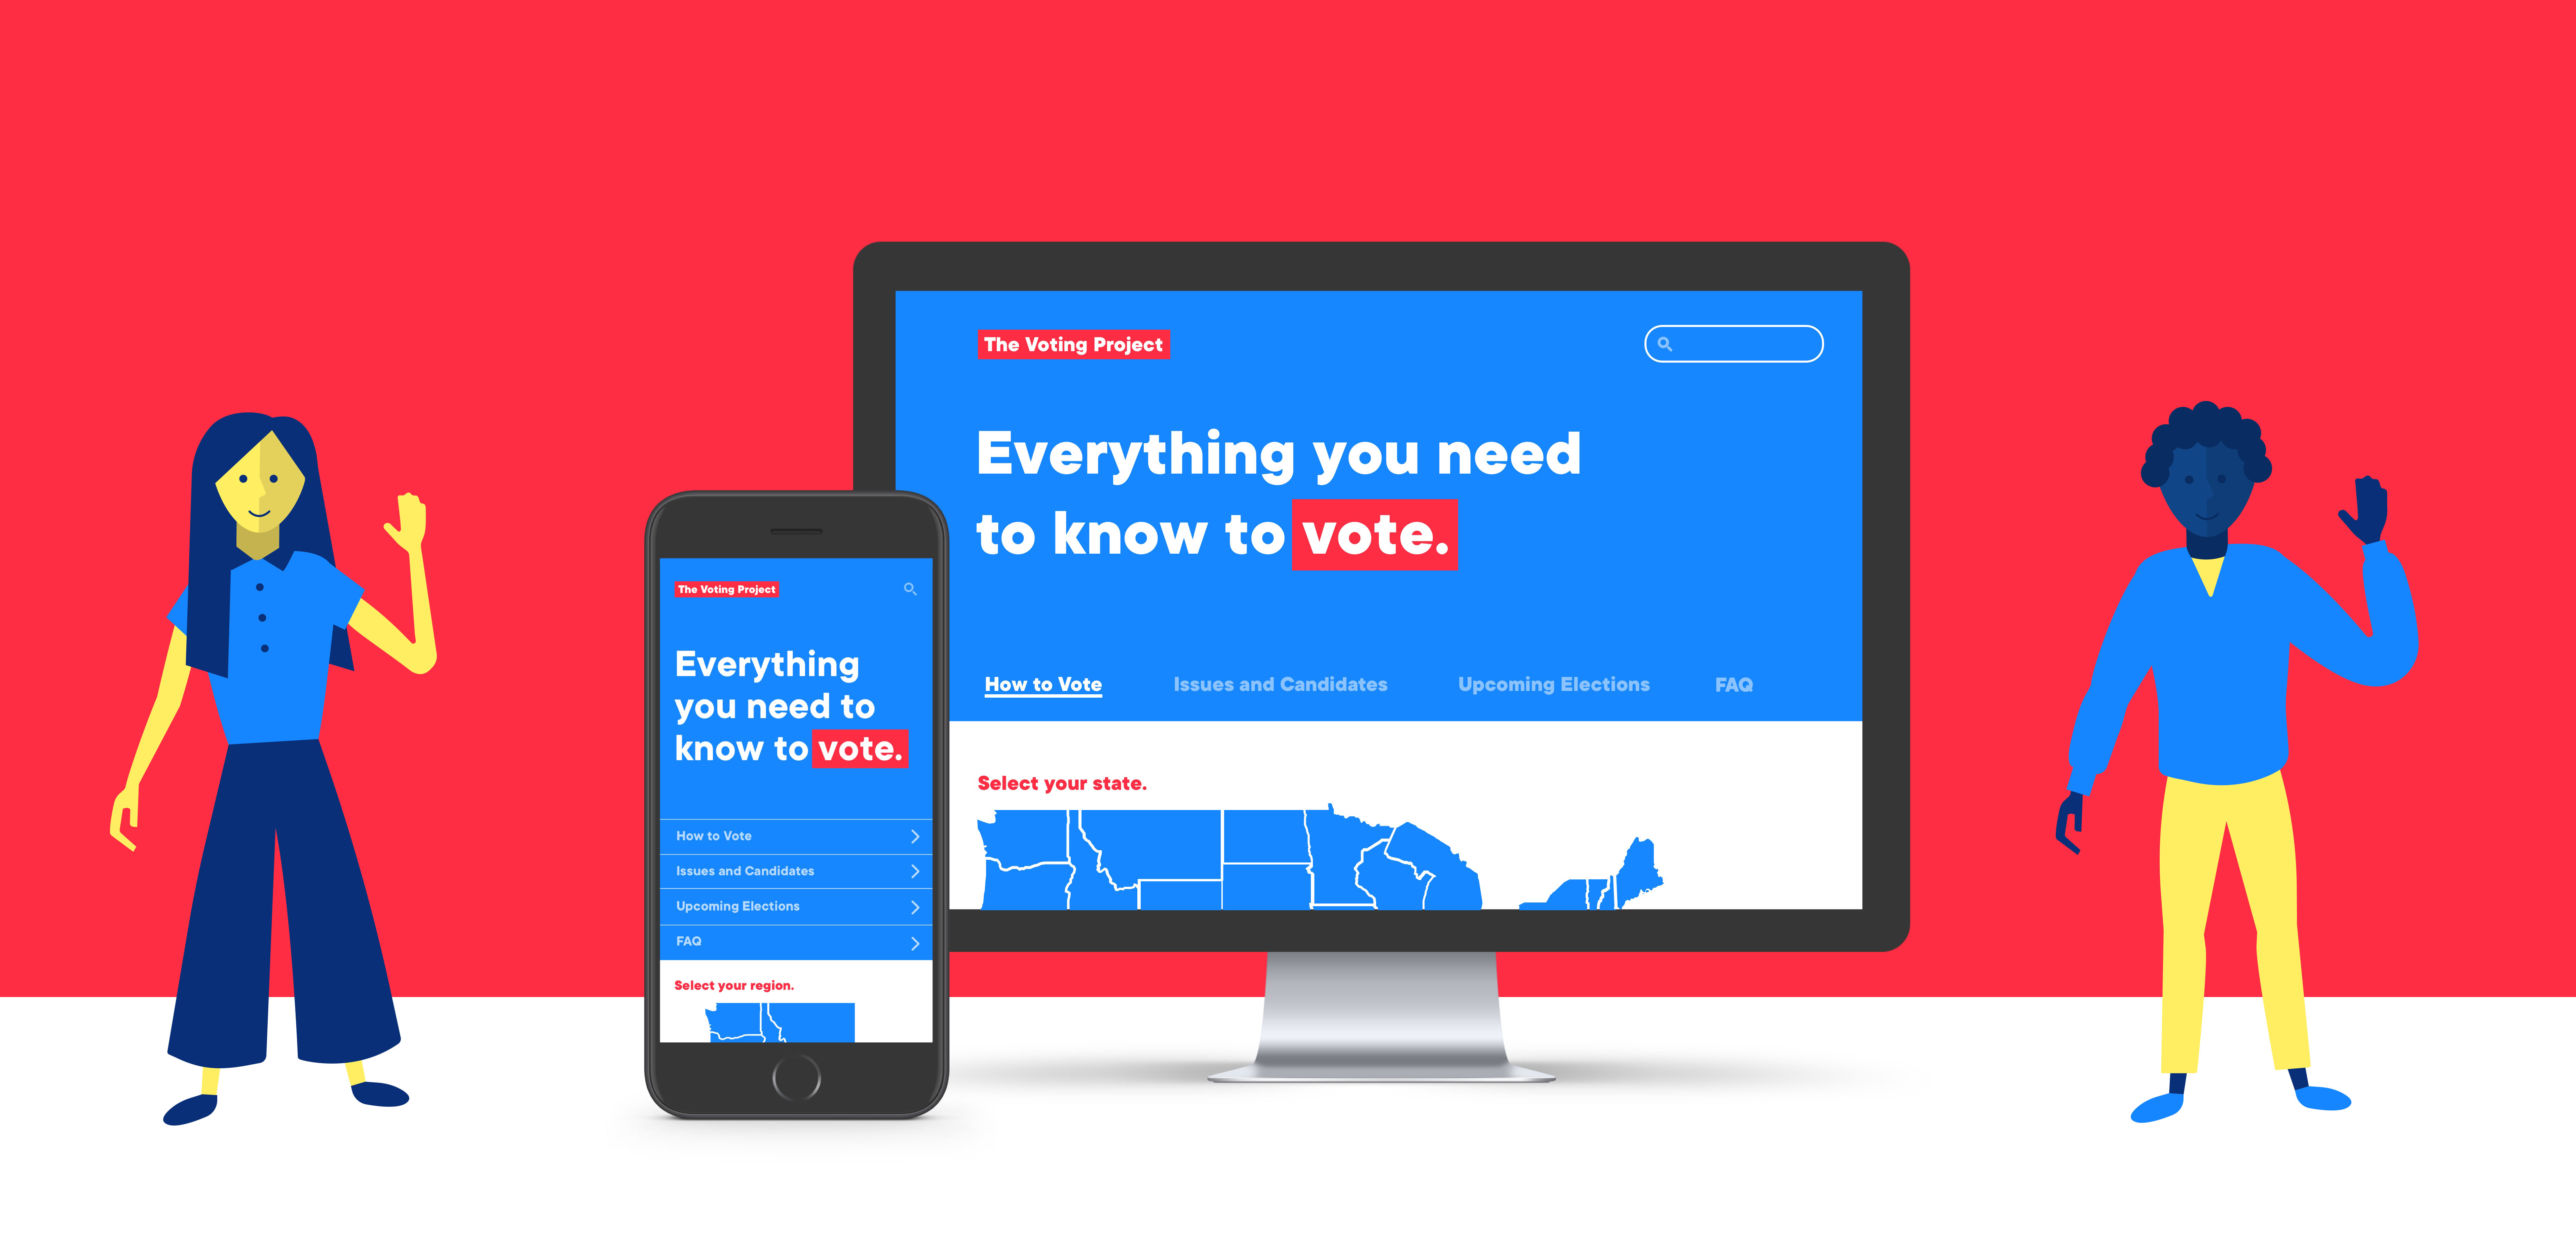 The Voting Project
Everything you need
to know to vote.
How to Vote Issues and Candidates Upcoming Elections FAQ
Select your state.
The Voting Project
Everything
you need to
know to vote.
How to Vote
Issues and Candidates
Upcoming Elections
FAQ
Select your region.